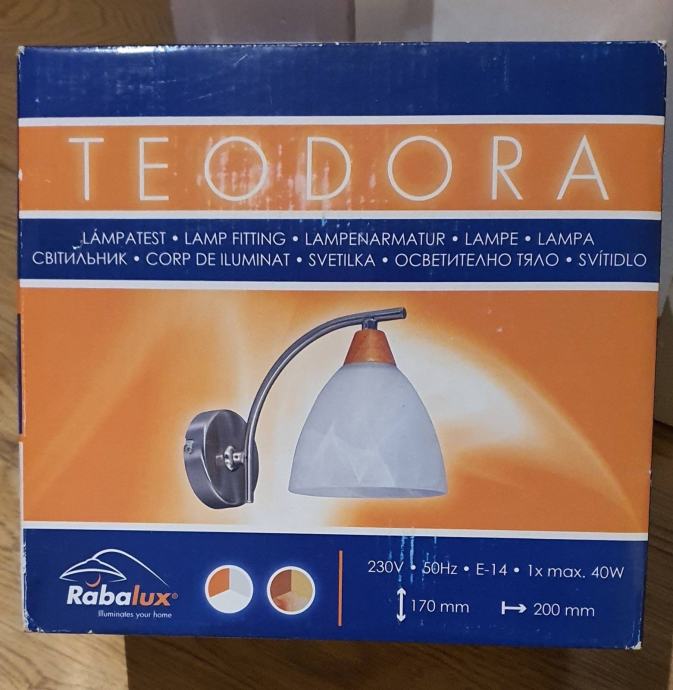 TEODORA
LÁMPATEST • LAMP FITTING • LAMPENARMATUR • LAMPE • LAMPA
СВІТИЛЬНИК • CORP DE ILUMINAT • SVETILKA • ОСВЕТИТЕЛНО ТЯЛО • SVÍTIDLO
Rabalux®
Illuminates your home
230V • 50Hz • E-14 • 1x max. 40W
170 mm 200 mm